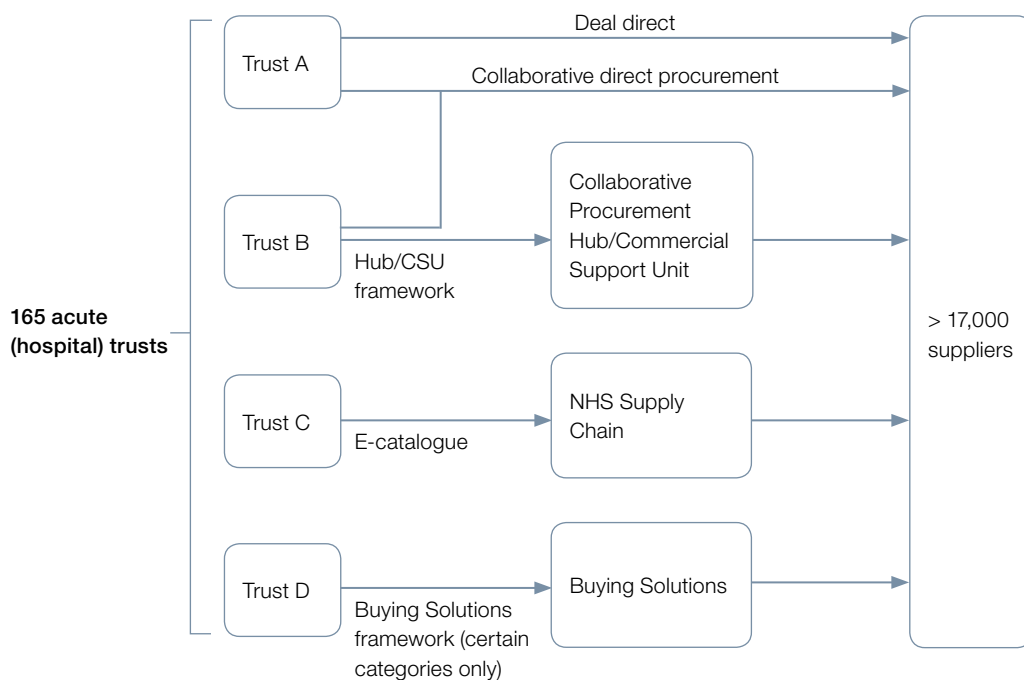 Deal direct
Trust A
Collaborative direct procurement
Collaborative
Procurement
Hub/Commercial
Support Unit
Trust B
Hub/CSU
framework
165 acute
(hospital) trusts
> 17,000
suppliers
NHS Supply
Chain
Trust C
E-catalogue
Buying Solutions
Trust D
Buying Solutions
framework (certain
categories only)